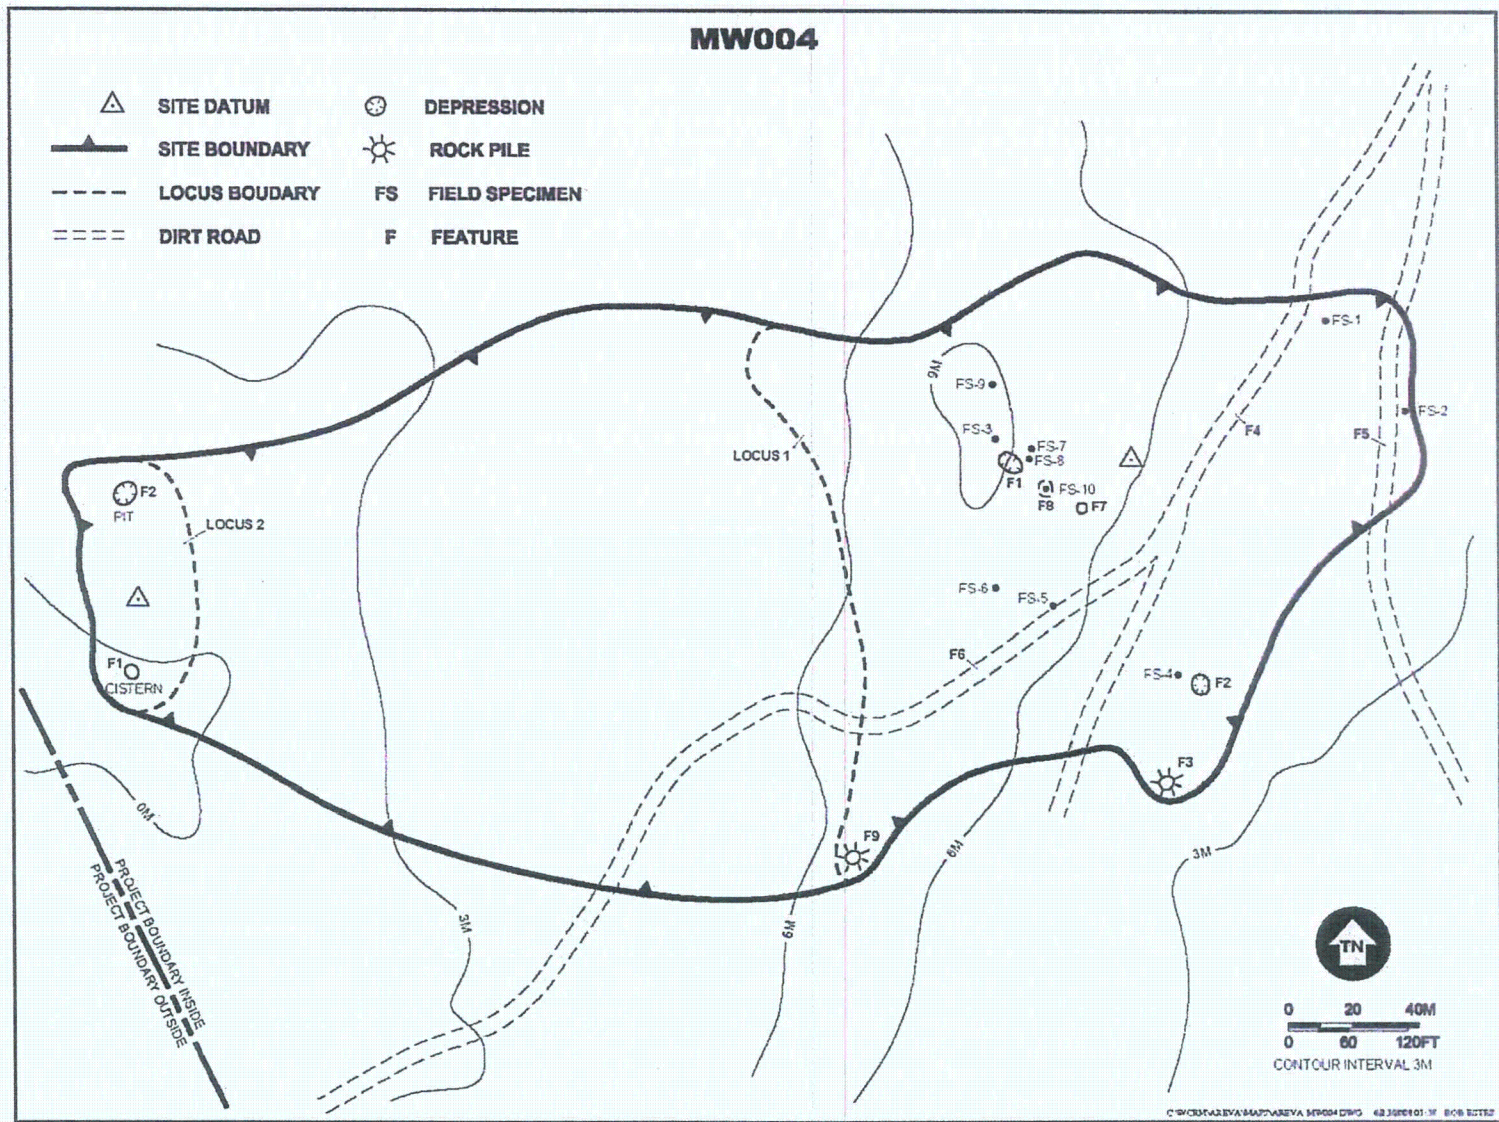 MW004
SITE DATUM
DEPRESSION
SITE BOUNDARY
ROCK PILE
LOCUS BOUDARY
FS FIELD SPECIMEN
DIRT ROAD
F FEATURE
FS-1
9M
FS-9
FS-2
F4
F5
FS-3
FS-7
LOCUS 1
FS-8
F1
FS-10
F8
F7
F2
PIT
LOCUS 2
FS-6
FS-5
F6
F1
CISTERN
FS-4
F2
F3
0M
F9
6M
3M
3M
6M
PROJECT BOUNDARY INSIDE
PROJECT BOUNDARY OUTSIDE
TN
0 20 40M
0 60 120FT
CONTOUR INTERVAL 3M
BOB ESTES